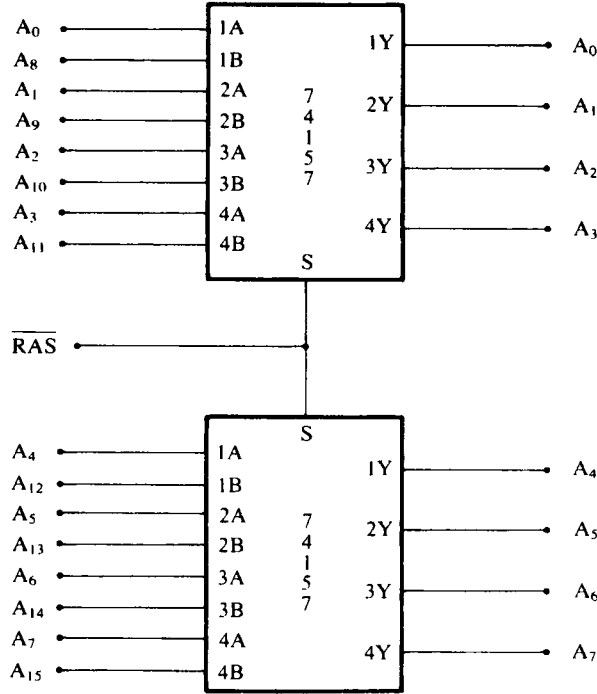 A₀ 1A 1Y A₀
A₈ 1B
A₁ 2A 7 2Y A₁
A₉ 2B 4
A₂ 3A 1 3Y A₂
A₁₀ 3B 5
A₃ 4A 7 4Y A₃
A₁₁ 4B
S
R̅A̅S̅
S
A₄ 1A 1Y A₄
A₁₂ 1B
A₅ 2A 7 2Y A₅
A₁₃ 2B 4
A₆ 3A 1 3Y A₆
A₁₄ 3B 5
A₇ 4A 7 4Y A₇
A₁₅ 4B